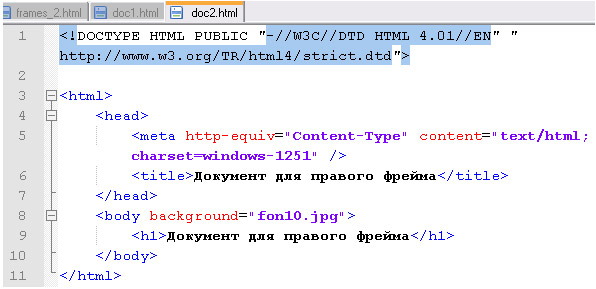 frames_2.html doc1.html doc2.html
1 <!DOCTYPE HTML PUBLIC "-//W3C//DTD HTML 4.01//EN" "
http://www.w3.org/TR/html4/strict.dtd">
2
3 <html>
4 <head>
5 <meta http-equiv="Content-Type" content="text/html;
charset=windows-1251" />
6 <title>Документ для правого фрейма</title>
7 </head>
8 <body background="fon10.jpg">
9 <h1>Документ для правого фрейма</h1>
10 </body>
11 </html>